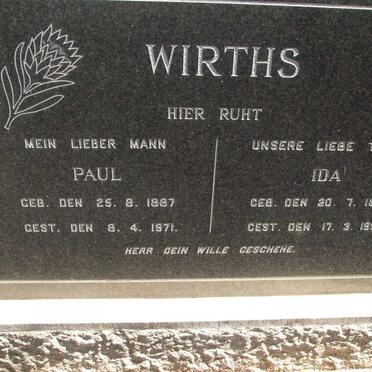 WIRTHS
HIER RUHT
MEIN LIEBER MANN
PAUL
GEB. DEN 25. 8. 1887
GEST. DEN 8. 4. 1971.
UNSERE LIEBE
IDA
GEB. DEN 20. 7.
GEST. DEN 17. 3.
HERR DEIN WILLE GESCHEHE.